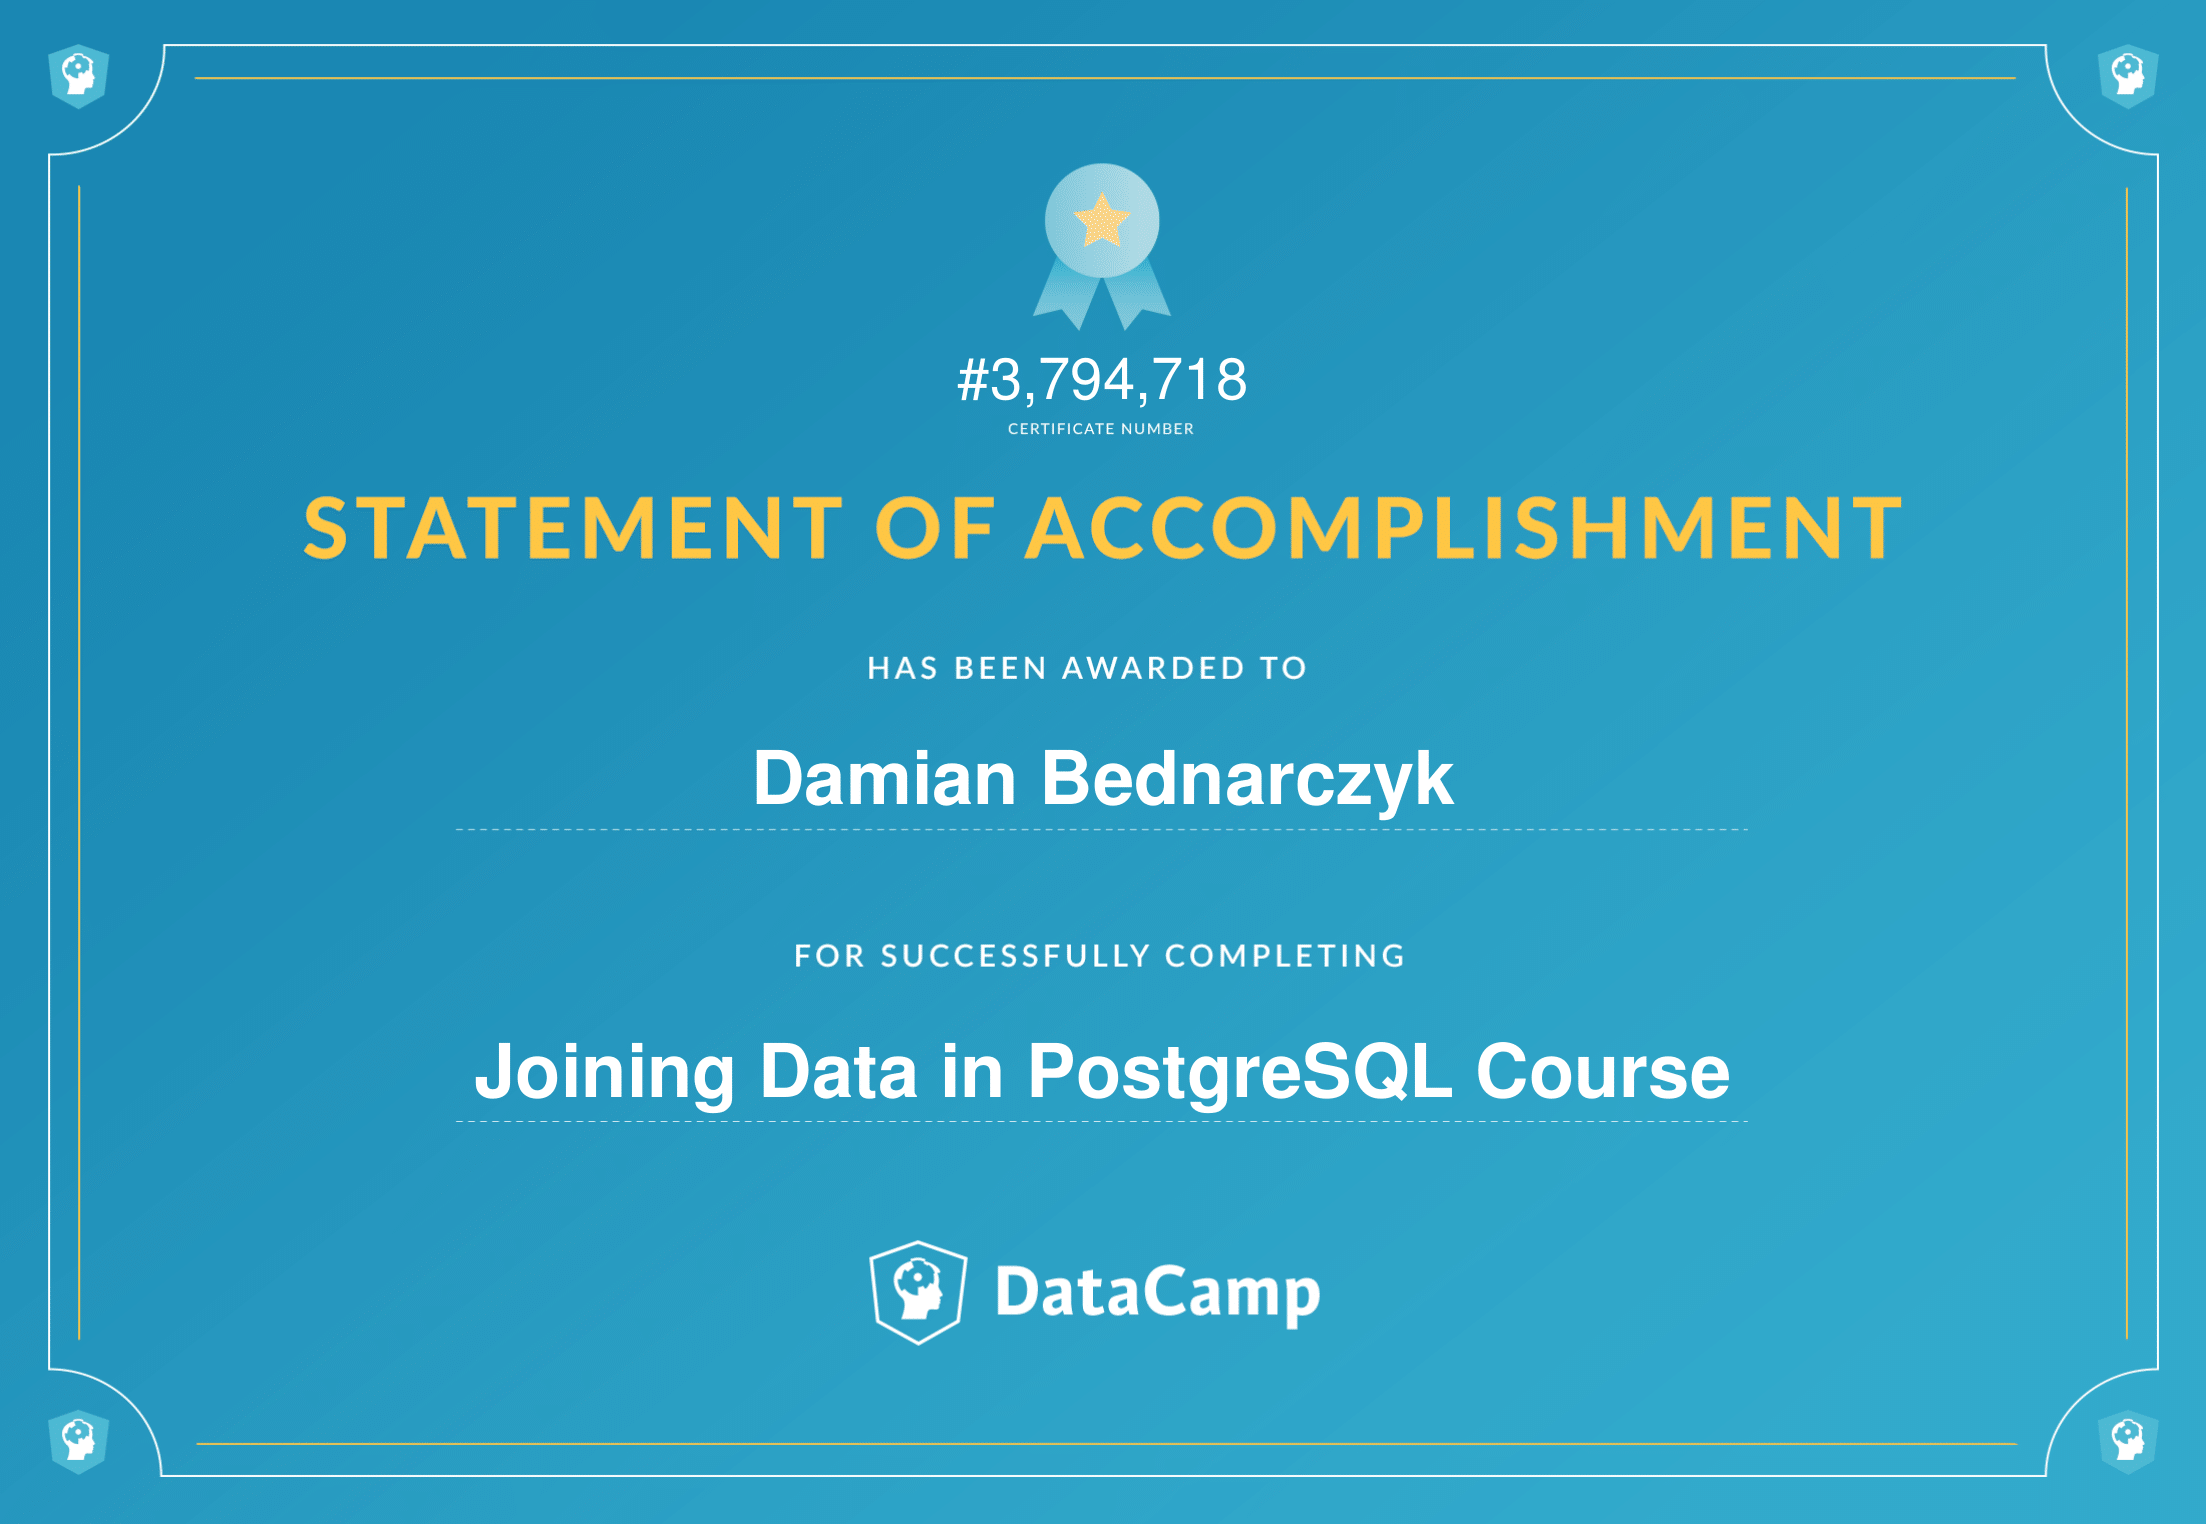 #3,794,718
CERTIFICATE NUMBER
STATEMENT OF ACCOMPLISHMENT
HAS BEEN AWARDED TO
Damian Bednarczyk
FOR SUCCESSFULLY COMPLETING
Joining Data in PostgreSQL Course
DataCamp